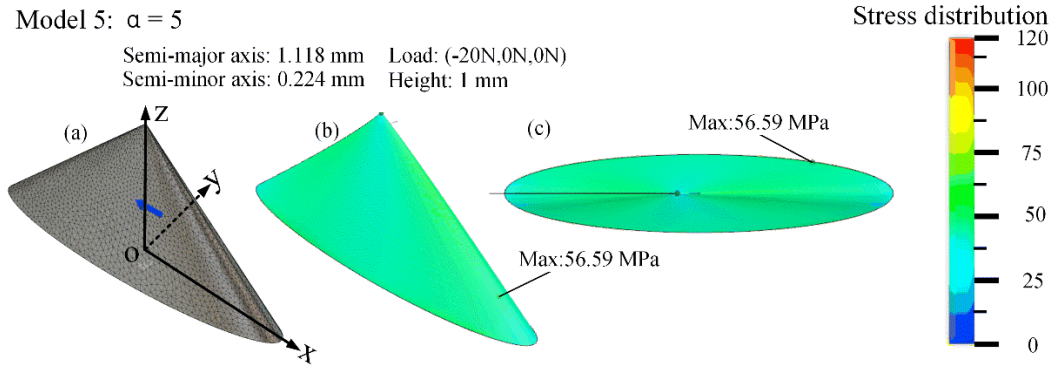 Model 5: α = 5
Stress distribution
Semi-major axis: 1.118 mm Load: (-20N,0N,0N)
Semi-minor axis: 0.224 mm Height: 1 mm
(a)
Z
y
O
X
(b)
Max:56.59 MPa
(c)
Max:56.59 MPa
120
100
75
50
25
0